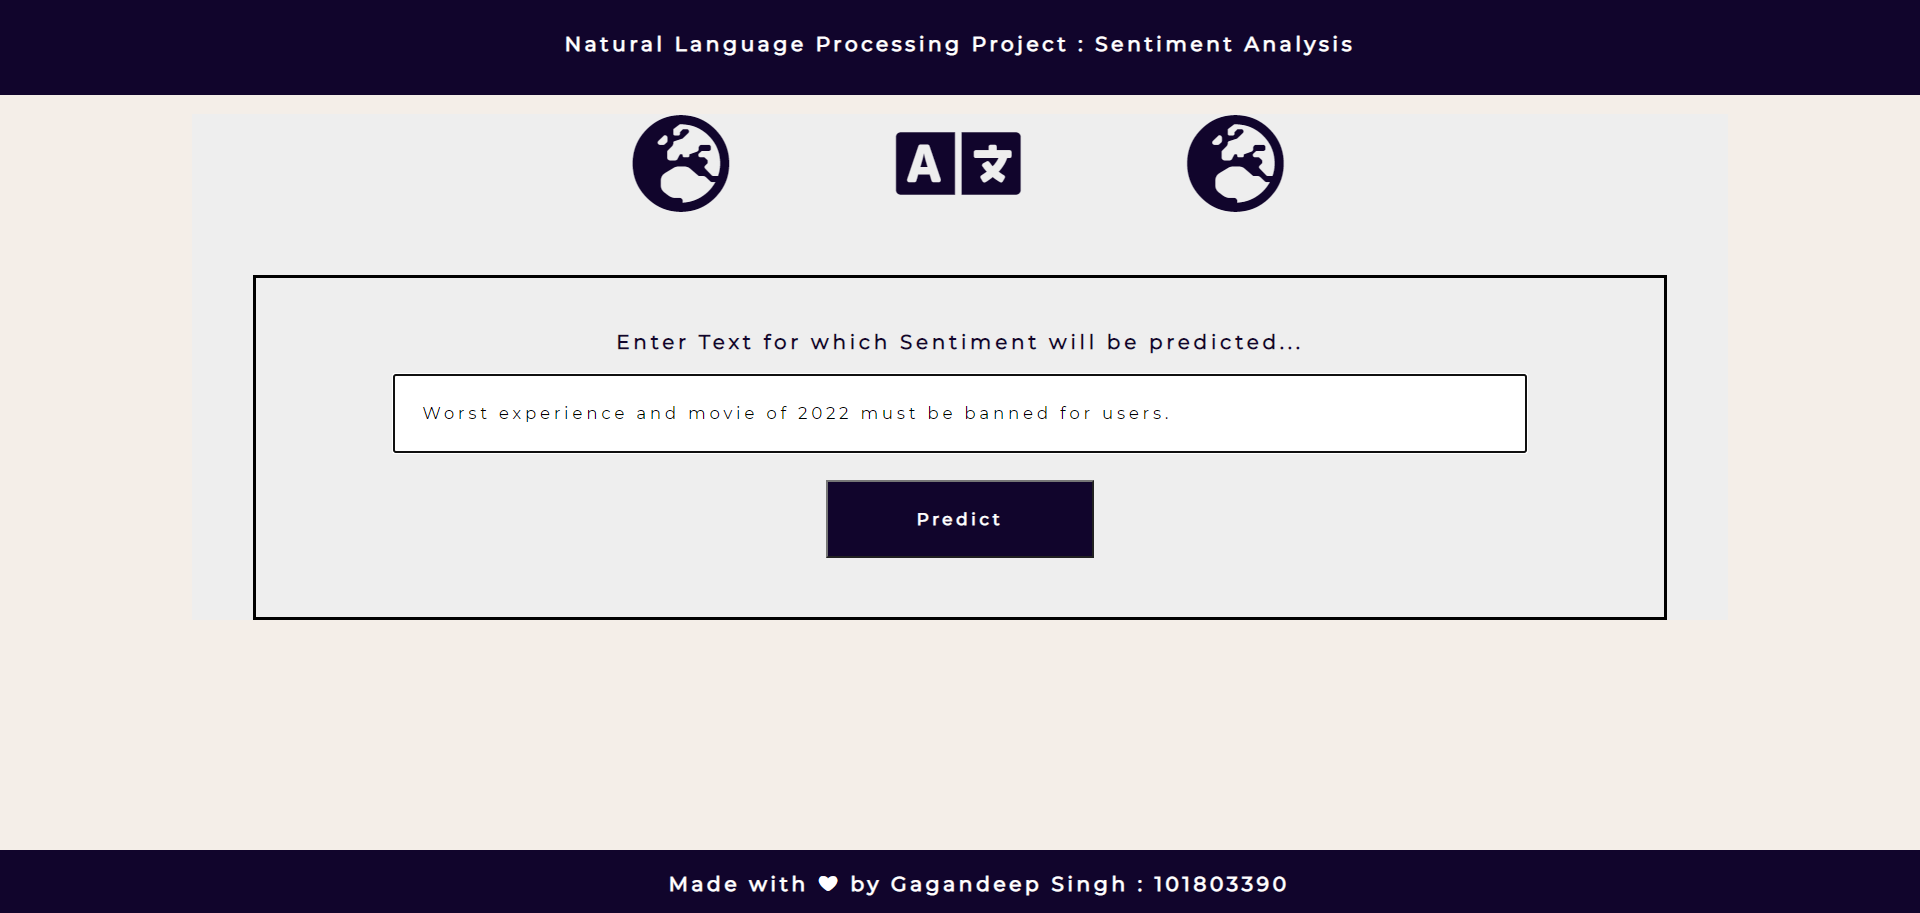 Natural Language Processing Project : Sentiment Analysis
A 文
Enter Text for which Sentiment will be predicted...
Worst experience and movie of 2022 must be banned for users.
Predict
Made with ♥ by Gagandeep Singh : 101803390